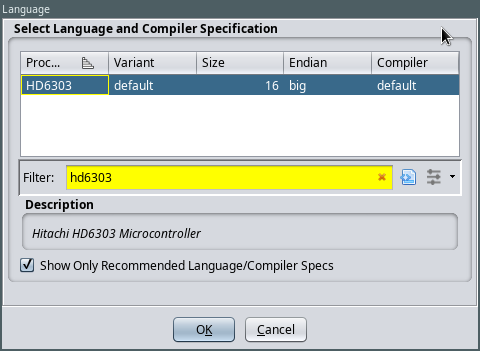 Language
Select Language and Compiler Specification
Proc... Variant Size Endian Compiler
HD6303 default 16 big default
Filter: hd6303
Description
Hitachi HD6303 Microcontroller
Show Only Recommended Language/Compiler Specs
OK Cancel